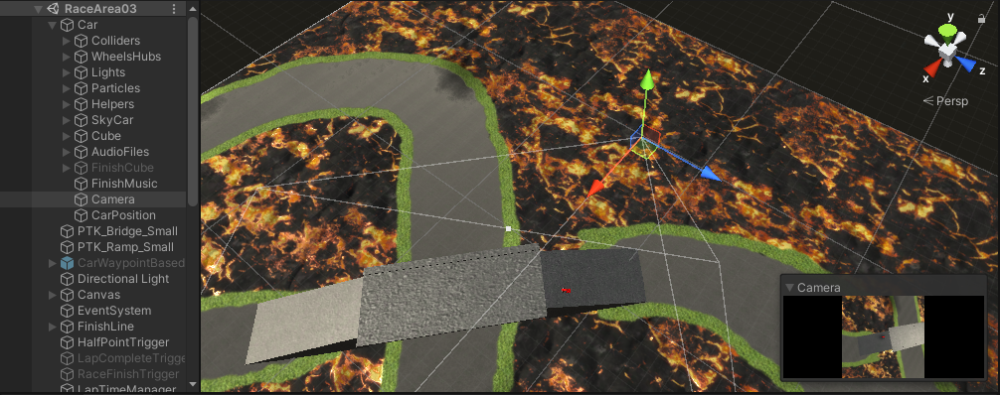 RaceArea03
Car
Colliders
WheelsHubs
Lights
Particles
Helpers
SkyCar
Cube
AudioFiles
FinishCube
FinishMusic
Camera
CarPosition
PTK_Bridge_Small
PTK_Ramp_Small
CarWaypointBased
Directional Light
Canvas
EventSystem
FinishLine
HalfPointTrigger
LapCompleteTrigge
RaceFinishTrigger
LapTimeManager
y
x
z
Persp
Camera